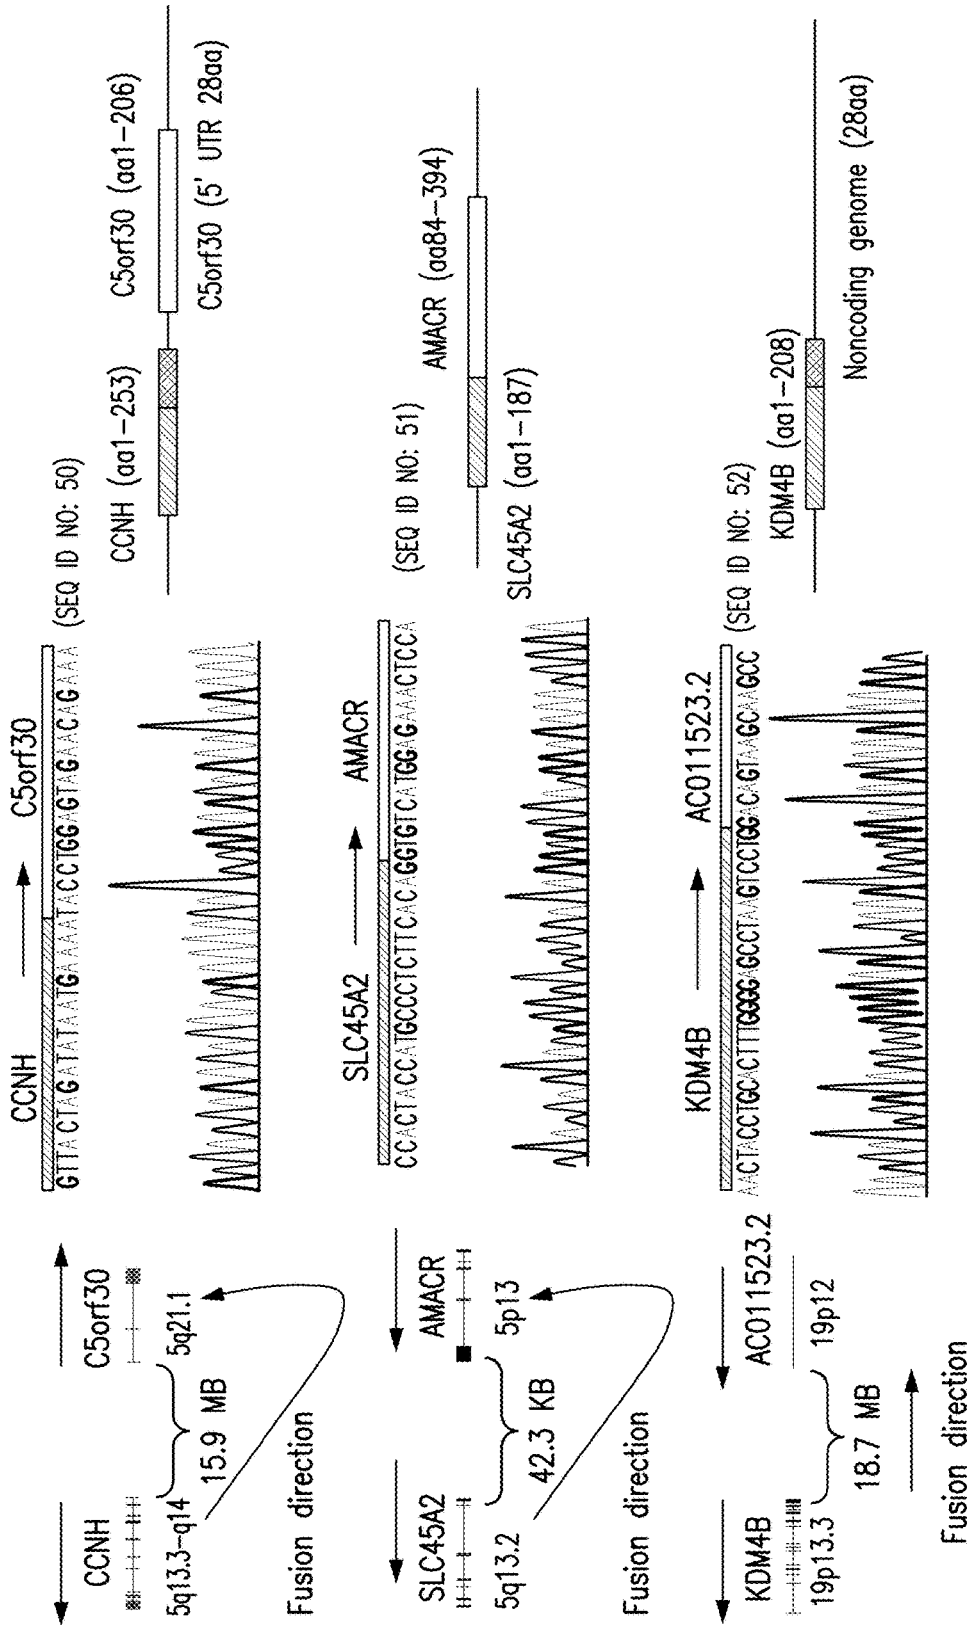 CCNH
C5orf30
5q13.3-q14
5q21.1
15.9 MB
Fusion direction
CCNH
C5orf30
GTTACTAGATATAATGAAAATACCTGGAGTAGAACAGAAA
(SEQ ID NO: 50)
CCNH (aa1-253)
C5orf30 (aa1-206)
C5orf30 (5' UTR 28aa)
SLC45A2
AMACR
5q13.2
5p13
42.3 KB
Fusion direction
SLC45A2
AMACR
CCACTACCATGCCCTCTTCACAGGTGTCATGGAGAACTCCA
(SEQ ID NO: 51)
AMACR (aa84-394)
SLC45A2 (aa1-187)
KDM4B
AC011523.2
19p13.3
19p12
18.7 MB
Fusion direction
KDM4B
AC011523.2
AACTACCTGCACTTTGGGGAGCCTAAGTCCTGGACAGTAAGCAAGCC
(SEQ ID NO: 52)
KDM4B (aa1-208)
Noncoding genome (28aa)